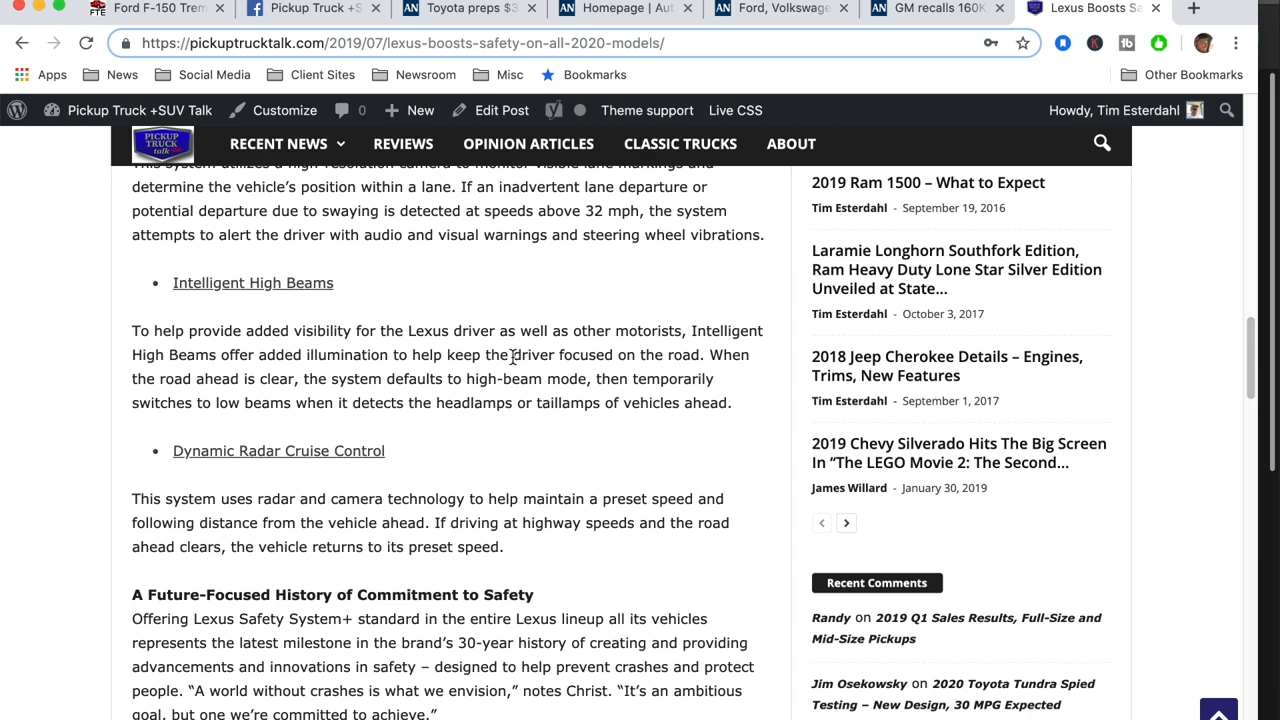 Ford F-150 Trem
Pickup Truck +S
Toyota preps $3
Homepage | Aut
Ford, Volkswage
GM recalls 160K
Lexus Boosts Sa
https://pickuptrucktalk.com/2019/07/lexus-boosts-safety-on-all-2020-models/
Apps News Social Media Client Sites Newsroom Misc Bookmarks Other Bookmarks
Pickup Truck +SUV Talk Customize 0 New Edit Post Theme support Live CSS Howdy, Tim Esterdahl
PICKUP TRUCK talk
RECENT NEWS REVIEWS OPINION ARTICLES CLASSIC TRUCKS ABOUT
This system utilizes a high-resolution camera to monitor visible lane markings and
determine the vehicle’s position within a lane. If an inadvertent lane departure or
potential departure due to swaying is detected at speeds above 32 mph, the system
attempts to alert the driver with audio and visual warnings and steering wheel vibrations.
• Intelligent High Beams
To help provide added visibility for the Lexus driver as well as other motorists, Intelligent
High Beams offer added illumination to help keep the driver focused on the road. When
the road ahead is clear, the system defaults to high-beam mode, then temporarily
switches to low beams when it detects the headlamps or taillamps of vehicles ahead.
• Dynamic Radar Cruise Control
This system uses radar and camera technology to help maintain a preset speed and
following distance from the vehicle ahead. If driving at highway speeds and the road
ahead clears, the vehicle returns to its preset speed.
A Future-Focused History of Commitment to Safety
Offering Lexus Safety System+ standard in the entire Lexus lineup all its vehicles
represents the latest milestone in the brand’s 30-year history of creating and providing
advancements and innovations in safety – designed to help prevent crashes and protect
people. “A world without crashes is what we envision,” notes Christ. “It’s an ambitious
goal, but one we’re committed to achieve.”
2019 Ram 1500 – What to Expect
Tim Esterdahl - September 19, 2016
Laramie Longhorn Southfork Edition,
Ram Heavy Duty Lone Star Silver Edition
Unveiled at State...
Tim Esterdahl - October 3, 2017
2018 Jeep Cherokee Details – Engines,
Trims, New Features
Tim Esterdahl - September 1, 2017
2019 Chevy Silverado Hits The Big Screen
In “The LEGO Movie 2: The Second...
James Willard - January 30, 2019
Recent Comments
Randy on 2019 Q1 Sales Results, Full-Size and
Mid-Size Pickups
Jim Osekowsky on 2020 Toyota Tundra Spied
Testing – New Design, 30 MPG Expected